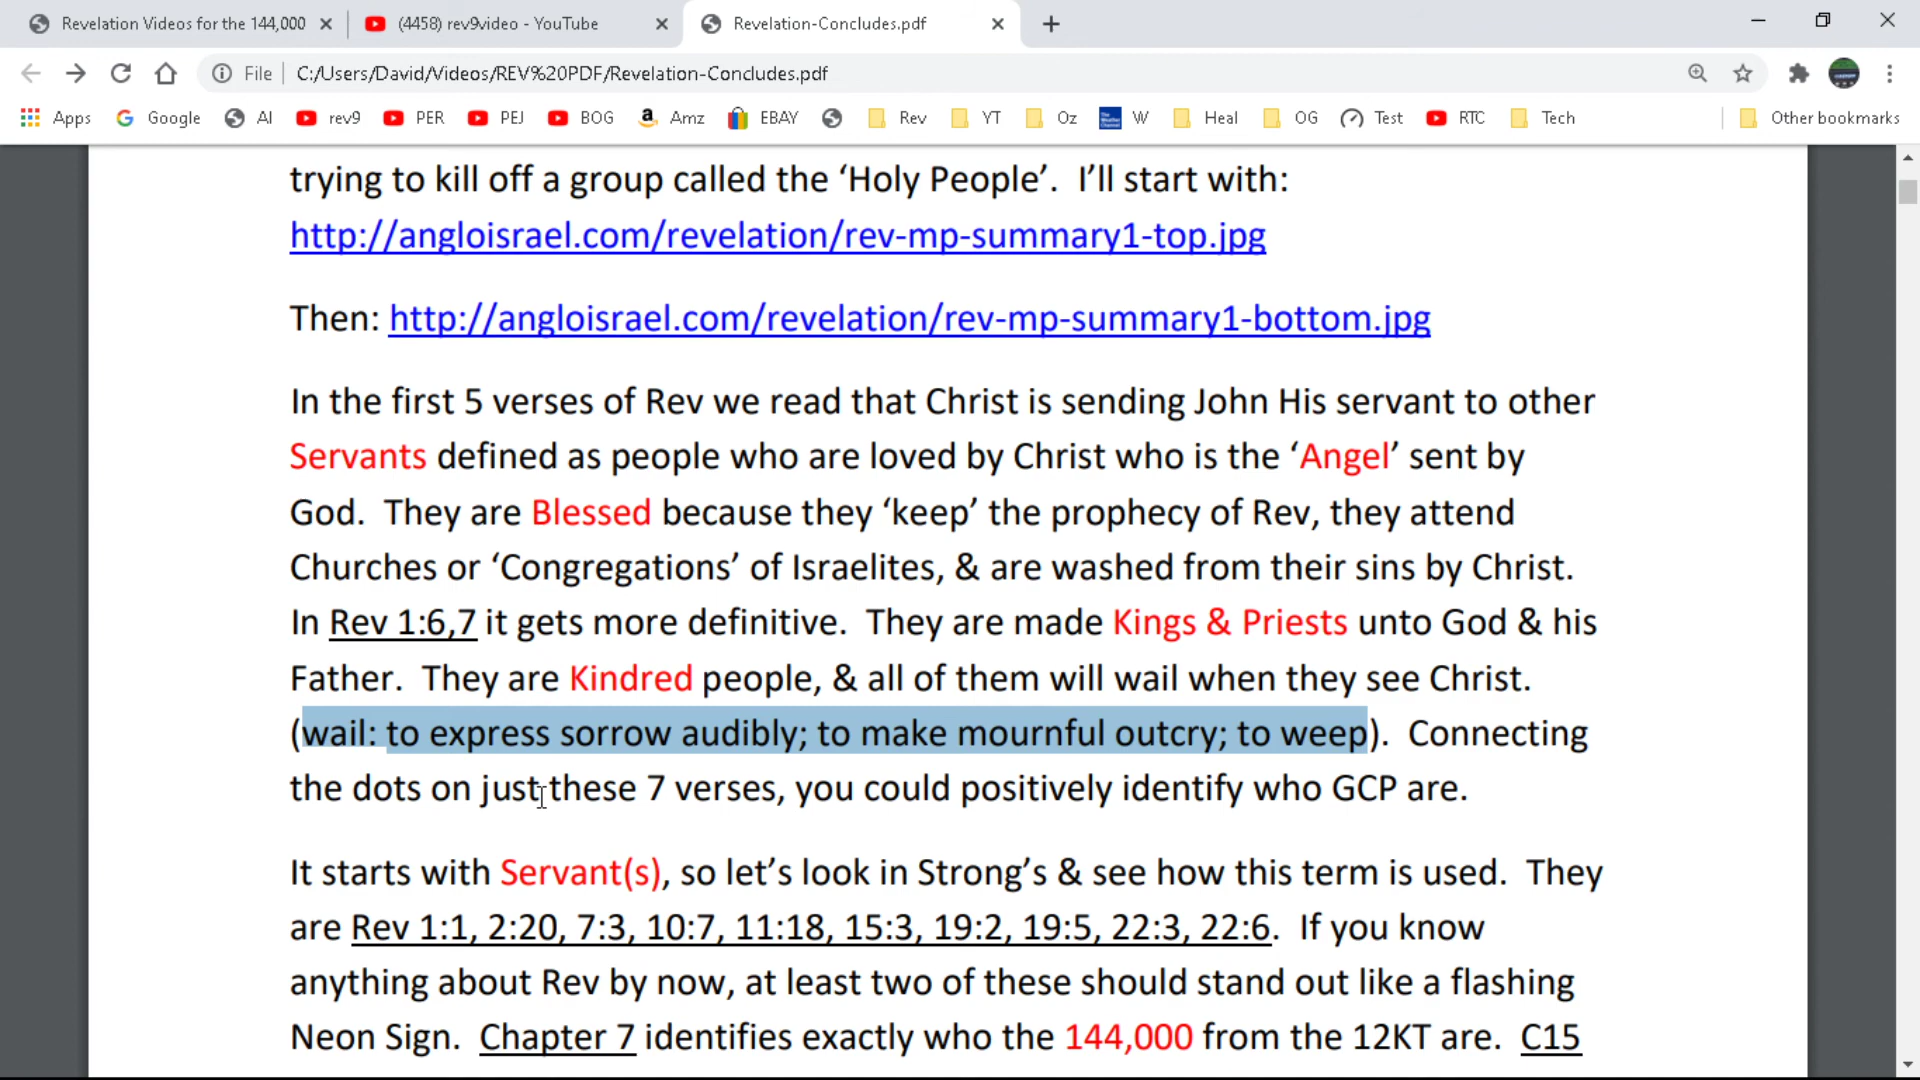 Revelation Videos for the 144,000
(4458) rev9video - YouTube
Revelation-Concludes.pdf
File
C:/Users/David/Videos/REV%20PDF/Revelation-Concludes.pdf
Apps Google AI rev9 PER PEJ BOG Amz EBAY Rev YT Oz W Heal OG Test RTC Tech Other bookmarks
trying to kill off a group called the ‘Holy People’. I’ll start with:
http://angloisrael.com/revelation/rev-mp-summary1-top.jpg
Then: http://angloisrael.com/revelation/rev-mp-summary1-bottom.jpg
In the first 5 verses of Rev we read that Christ is sending John His servant to other
Servants defined as people who are loved by Christ who is the ‘Angel’ sent by
God. They are Blessed because they ‘keep’ the prophecy of Rev, they attend
Churches or ‘Congregations’ of Israelites, & are washed from their sins by Christ.
In Rev 1:6,7 it gets more definitive. They are made Kings & Priests unto God & his
Father. They are Kindred people, & all of them will wail when they see Christ.
(wail: to express sorrow audibly; to make mournful outcry; to weep). Connecting
the dots on just these 7 verses, you could positively identify who GCP are.
It starts with Servant(s), so let’s look in Strong’s & see how this term is used. They
are Rev 1:1, 2:20, 7:3, 10:7, 11:18, 15:3, 19:2, 19:5, 22:3, 22:6. If you know
anything about Rev by now, at least two of these should stand out like a flashing
Neon Sign. Chapter 7 identifies exactly who the 144,000 from the 12KT are. C15